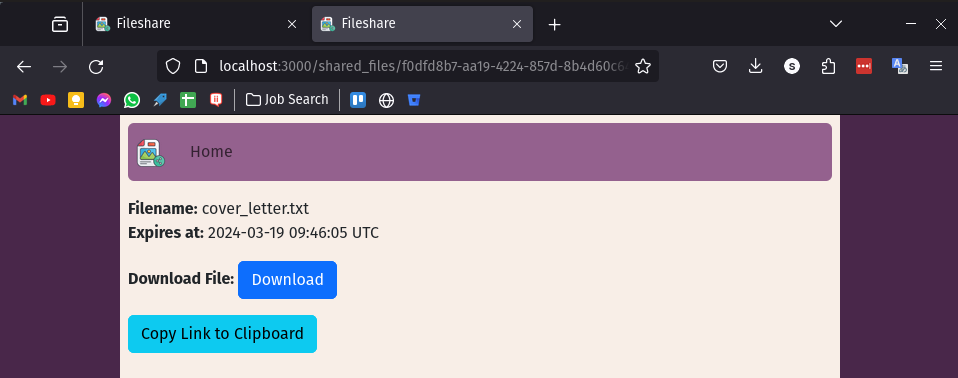 Fileshare
Fileshare
localhost:3000/shared_files/f0dfd8b7-aa19-4224-857d-8b4d60c6
S
Job Search
Home
Filename: cover_letter.txt
Expires at: 2024-03-19 09:46:05 UTC
Download File: Download
Copy Link to Clipboard